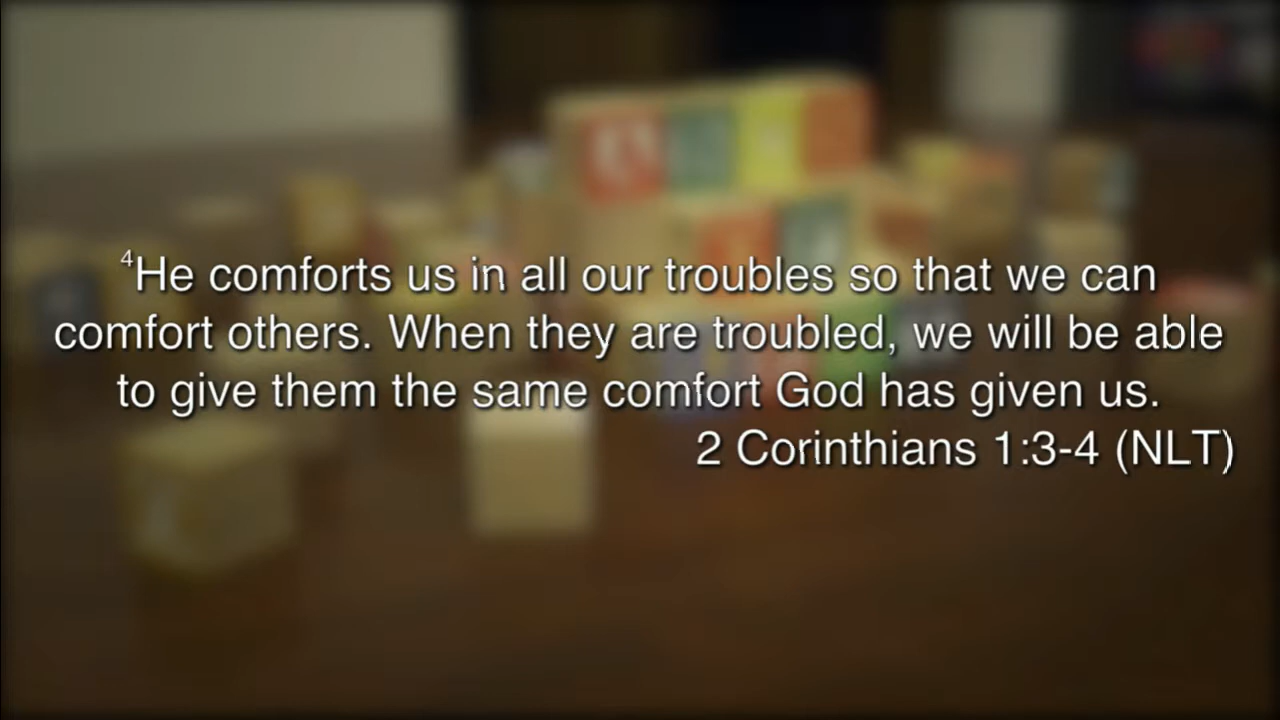 ⁴He comforts us in all our troubles so that we can
comfort others. When they are troubled, we will be able
to give them the same comfort God has given us.
2 Corinthians 1:3-4 (NLT)